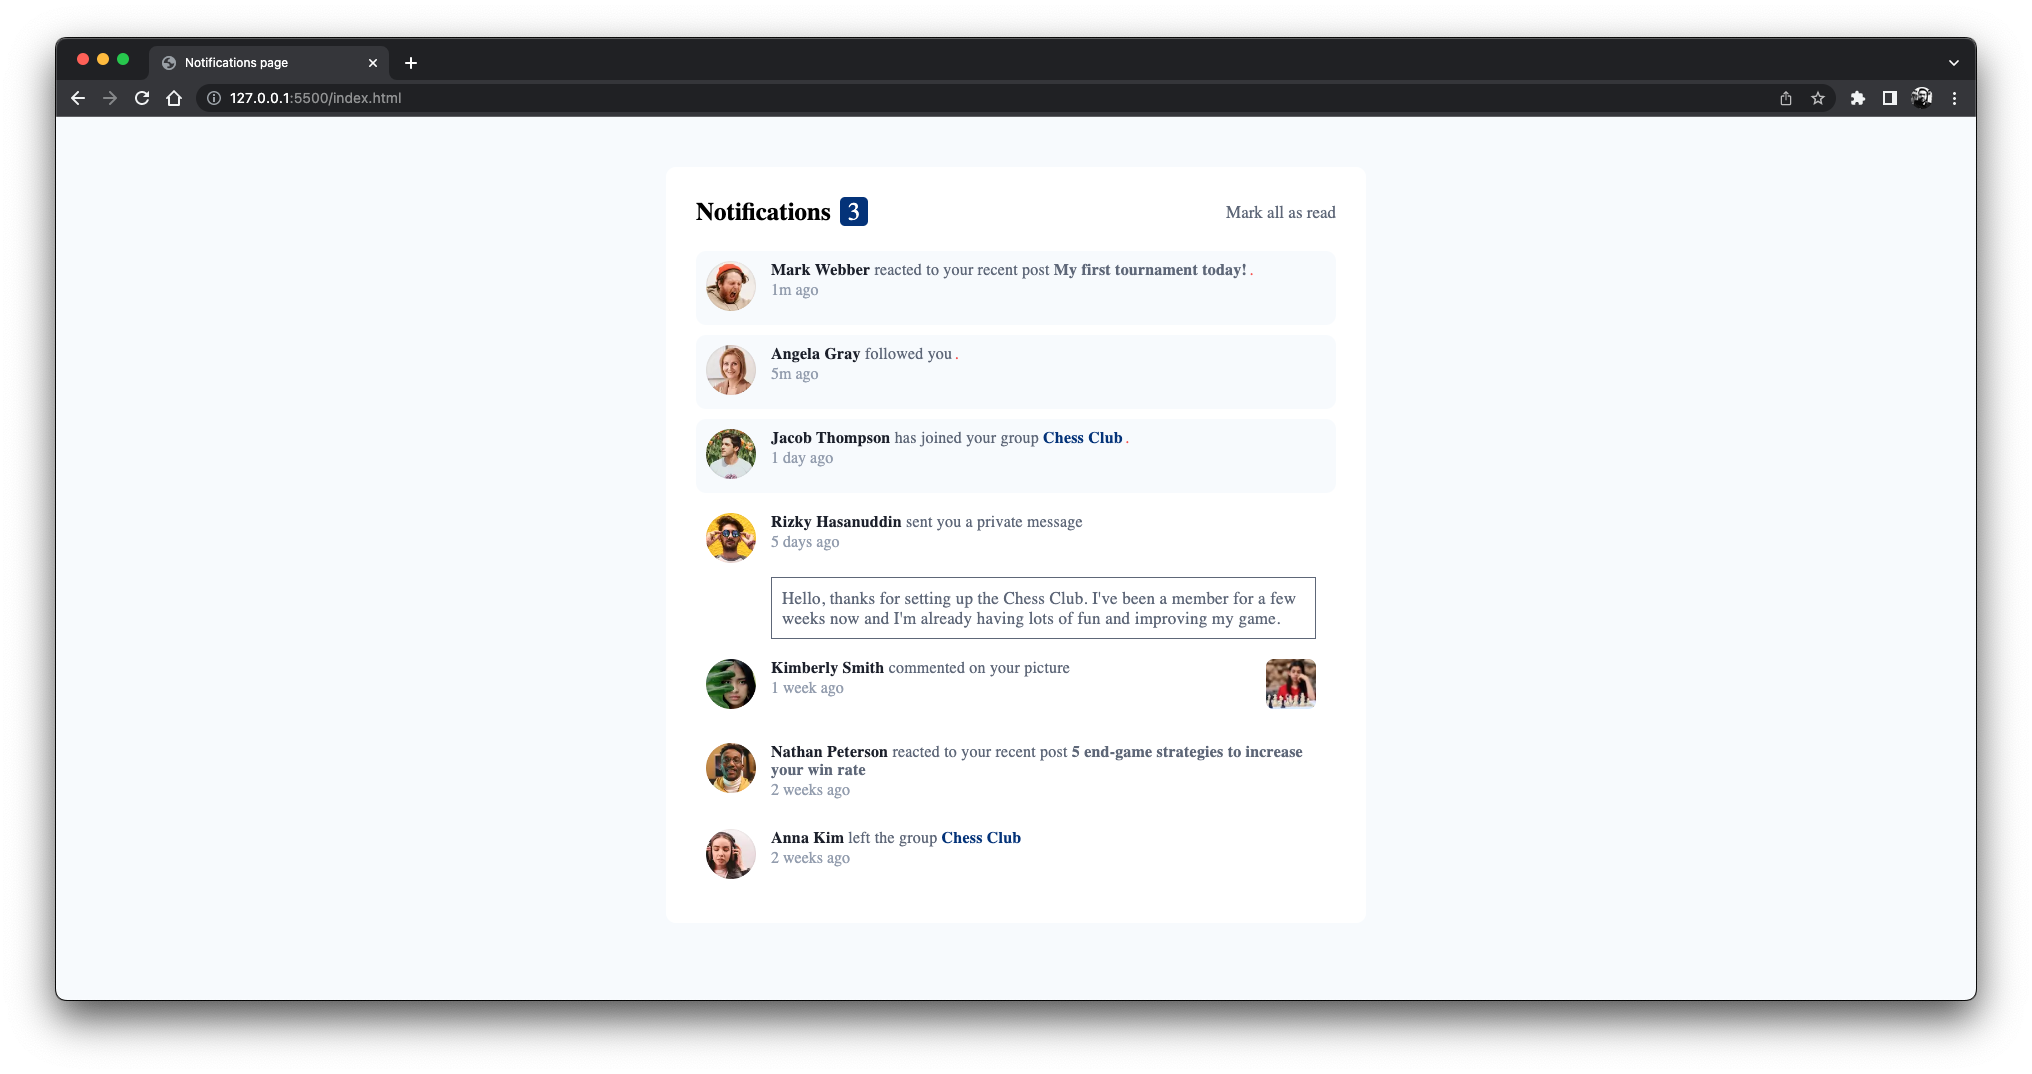 Notifications page
127.0.0.1:5500/index.html
Notifications 3
Mark all as read
Mark Webber reacted to your recent post My first tournament today! .
1m ago
Angela Gray followed you .
5m ago
Jacob Thompson has joined your group Chess Club .
1 day ago
Rizky Hasanuddin sent you a private message
5 days ago
Hello, thanks for setting up the Chess Club. I've been a member for a few
weeks now and I'm already having lots of fun and improving my game.
Kimberly Smith commented on your picture
1 week ago
Nathan Peterson reacted to your recent post 5 end-game strategies to increase
your win rate
2 weeks ago
Anna Kim left the group Chess Club
2 weeks ago